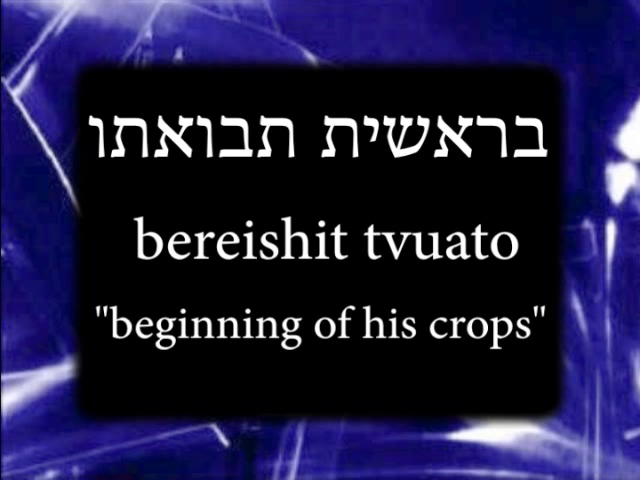 בראשית תבואתו
bereishit tvuato
"beginning of his crops"